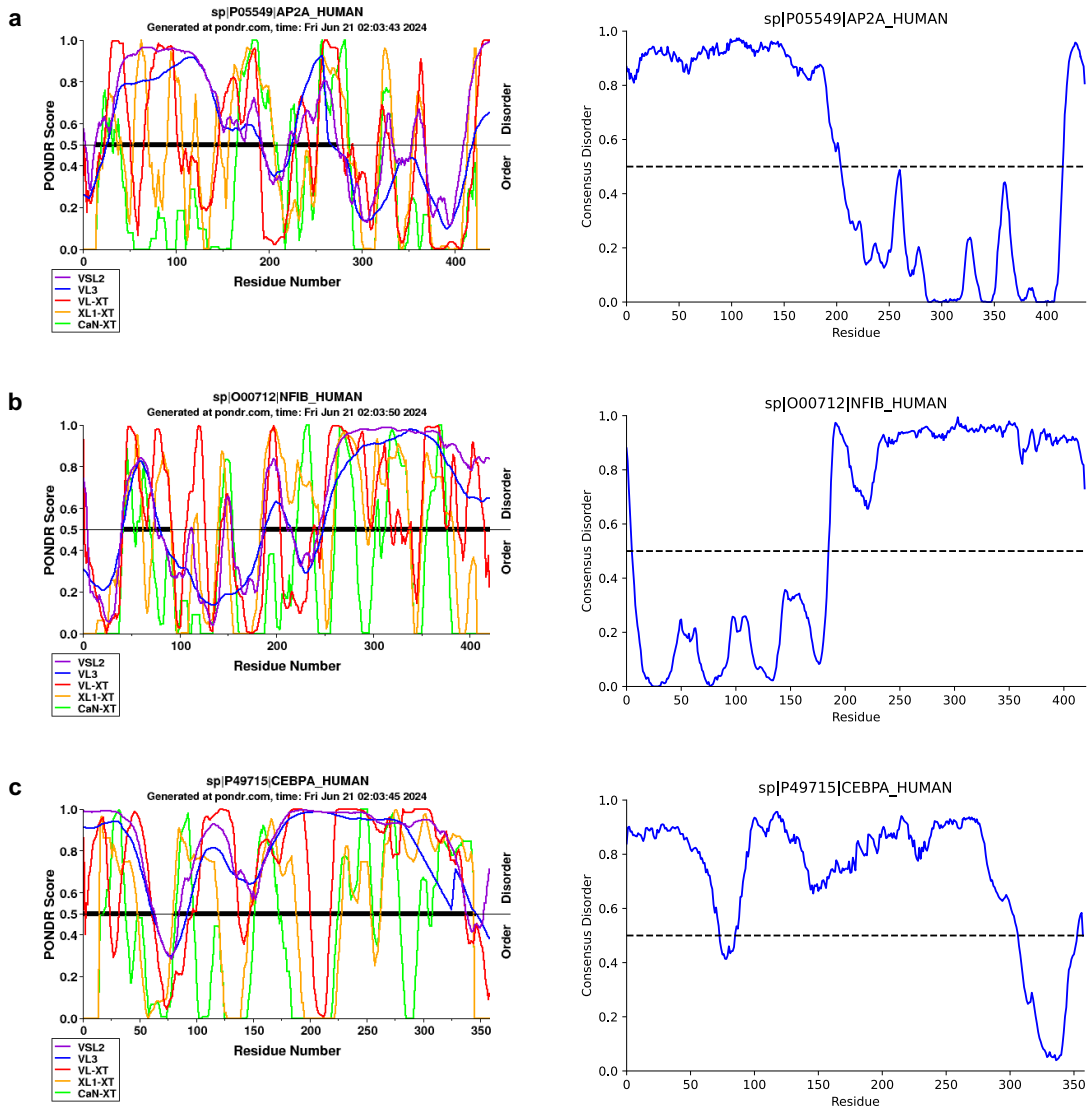 a
sp|P05549|AP2A_HUMAN
Generated at pondr.com, time: Fri Jun 21 02:03:43 2024
PONDR Score
1.0
0.8
0.6
0.5
0.4
0.2
0.0
Disorder
Order
0 100 200 300 400
Residue Number
VSL2
VL3
VL-XT
XL1-XT
CaN-XT
sp|P05549|AP2A_HUMAN
Consensus Disorder
1.0
0.8
0.6
0.4
0.2
0.0
0 50 100 150 200 250 300 350 400
Residue
b
sp|O00712|NFIB_HUMAN
Generated at pondr.com, time: Fri Jun 21 02:03:50 2024
PONDR Score
1.0
0.8
0.6
0.5
0.4
0.2
0.0
Disorder
Order
0 100 200 300 400
Residue Number
VSL2
VL3
VL-XT
XL1-XT
CaN-XT
sp|O00712|NFIB_HUMAN
Consensus Disorder
1.0
0.8
0.6
0.4
0.2
0.0
0 50 100 150 200 250 300 350 400
Residue
c
sp|P49715|CEBPA_HUMAN
Generated at pondr.com, time: Fri Jun 21 02:03:45 2024
PONDR Score
1.0
0.8
0.6
0.5
0.4
0.2
0.0
Disorder
Order
0 50 100 150 200 250 300 350
Residue Number
VSL2
VL3
VL-XT
XL1-XT
CaN-XT
sp|P49715|CEBPA_HUMAN
Consensus Disorder
1.0
0.8
0.6
0.4
0.2
0.0
0 50 100 150 200 250 300 350
Residue